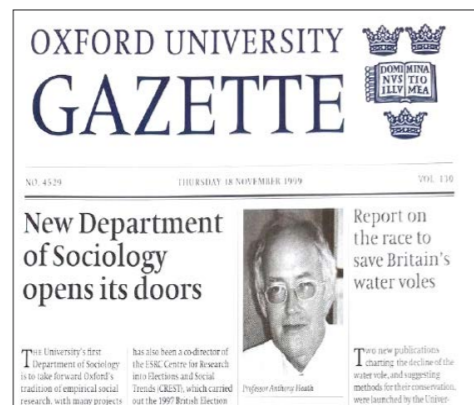 OXFORD UNIVERSITY
GAZETTE
DOMI MINA
NVS TIO
ILLV MEA
NO. 4529 THURSDAY 18 NOVEMBER 1999 VOL. 130
New Department
of Sociology
opens its doors
THE University's first
Department of Sociology
is to take forward Oxford's
tradition of empirical social
research, with many projects
has also been a co-director of
the ESRC Centre for Research
into Elections and Social
Trends (CREST), which carried
out the 1997 British Election
Professor Anthony Heath
Report on
the race to
save Britain's
water voles
Two new publications
charting the decline of the
water vole, and suggesting
methods for their conservation,
were launched by the Univer-